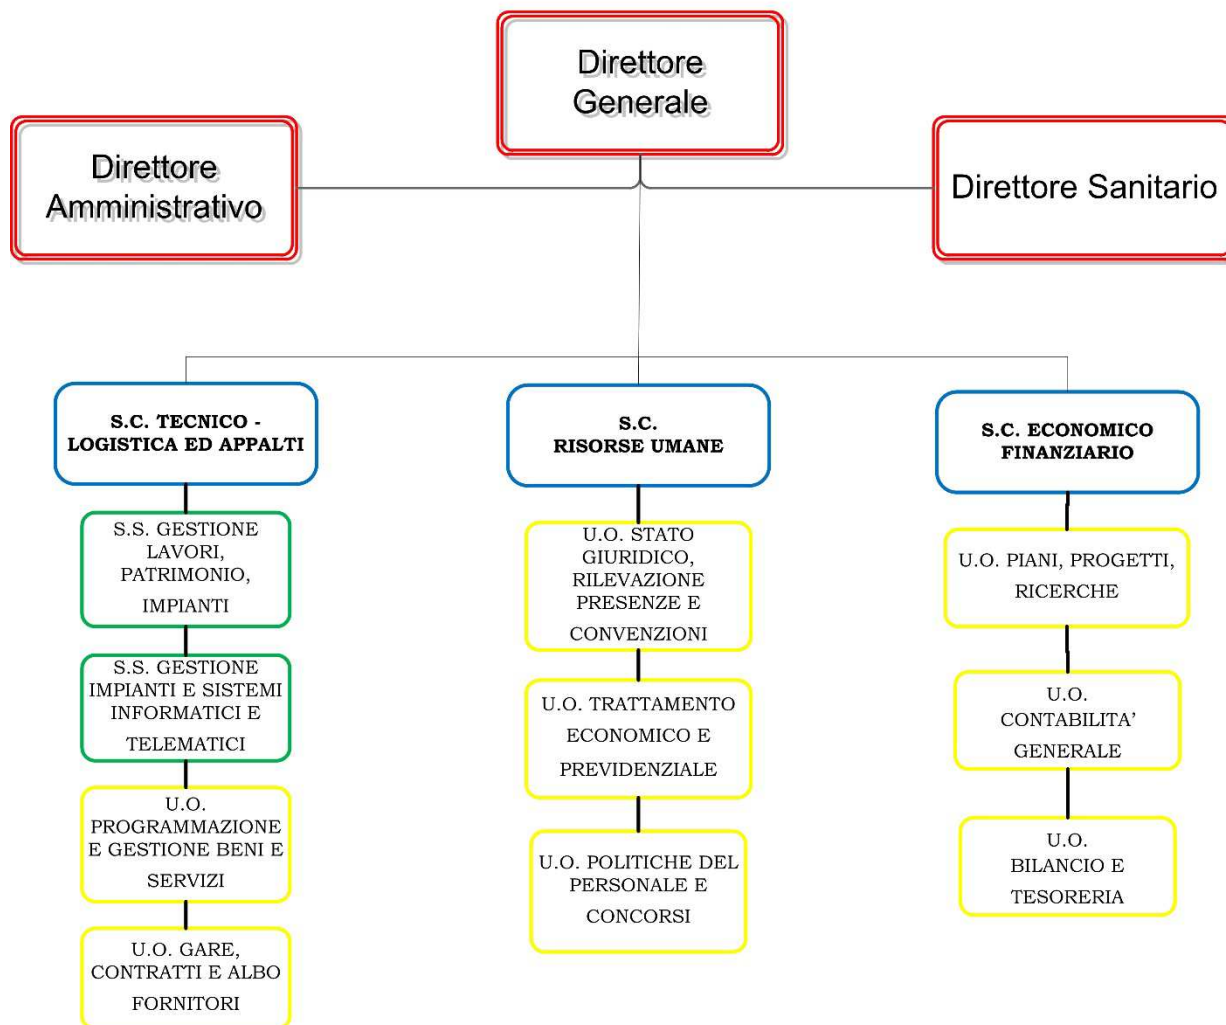 Direttore
Generale
Direttore
Amministrativo
Direttore Sanitario
S.C. TECNICO -
LOGISTICA ED APPALTI
S.S. GESTIONE
LAVORI,
PATRIMONIO,
IMPIANTI
S.S. GESTIONE
IMPIANTI E SISTEMI
INFORMATICI E
TELEMATICI
U.O.
PROGRAMMAZIONE
E GESTIONE BENI E
SERVIZI
U.O. GARE,
CONTRATTI E ALBO
FORNITORI
S.C.
RISORSE UMANE
U.O. STATO
GIURIDICO,
RILEVAZIONE
PRESENZE E
CONVENZIONI
U.O. TRATTAMENTO
ECONOMICO E
PREVIDENZIALE
U.O. POLITICHE DEL
PERSONALE E
CONCORSI
S.C. ECONOMICO
FINANZIARIO
U.O. PIANI, PROGETTI,
RICERCHE
U.O.
CONTABILITA’
GENERALE
U.O.
BILANCIO E
TESORERIA